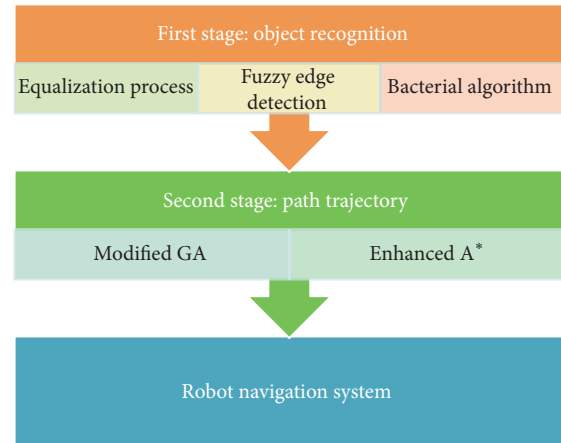 First stage: object recognition
Equalization process
Fuzzy edge
detection
Bacterial algorithm
Second stage: path trajectory
Modified GA
Enhanced A*
Robot navigation system